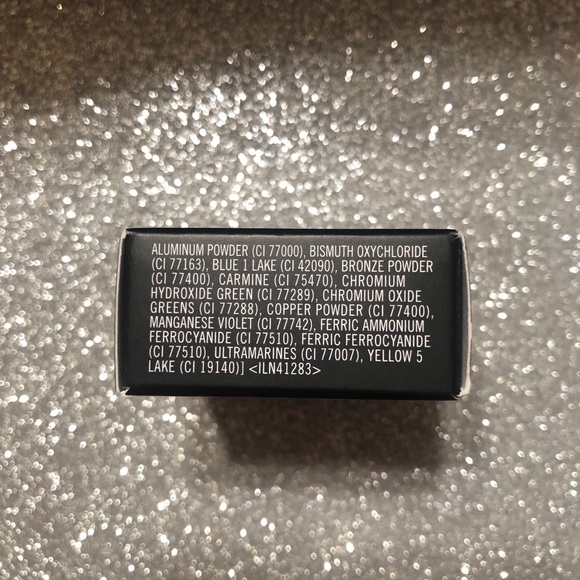 ALUMINUM POWDER (CI 77000), BISMUTH OXYCHLORIDE
(CI 77163), BLUE 1 LAKE (CI 42090), BRONZE POWDER
(CI 77400), CARMINE (CI 75470), CHROMIUM
HYDROXIDE GREEN (CI 77289), CHROMIUM OXIDE
GREENS (CI 77288), COPPER POWDER (CI 77400),
MANGANESE VIOLET (CI 77742), FERRIC AMMONIUM
FERROCYANIDE (CI 77510), FERRIC FERROCYANIDE
(CI 77510), ULTRAMARINES (CI 77007), YELLOW 5
LAKE (CI 19140)] <ILN41283>